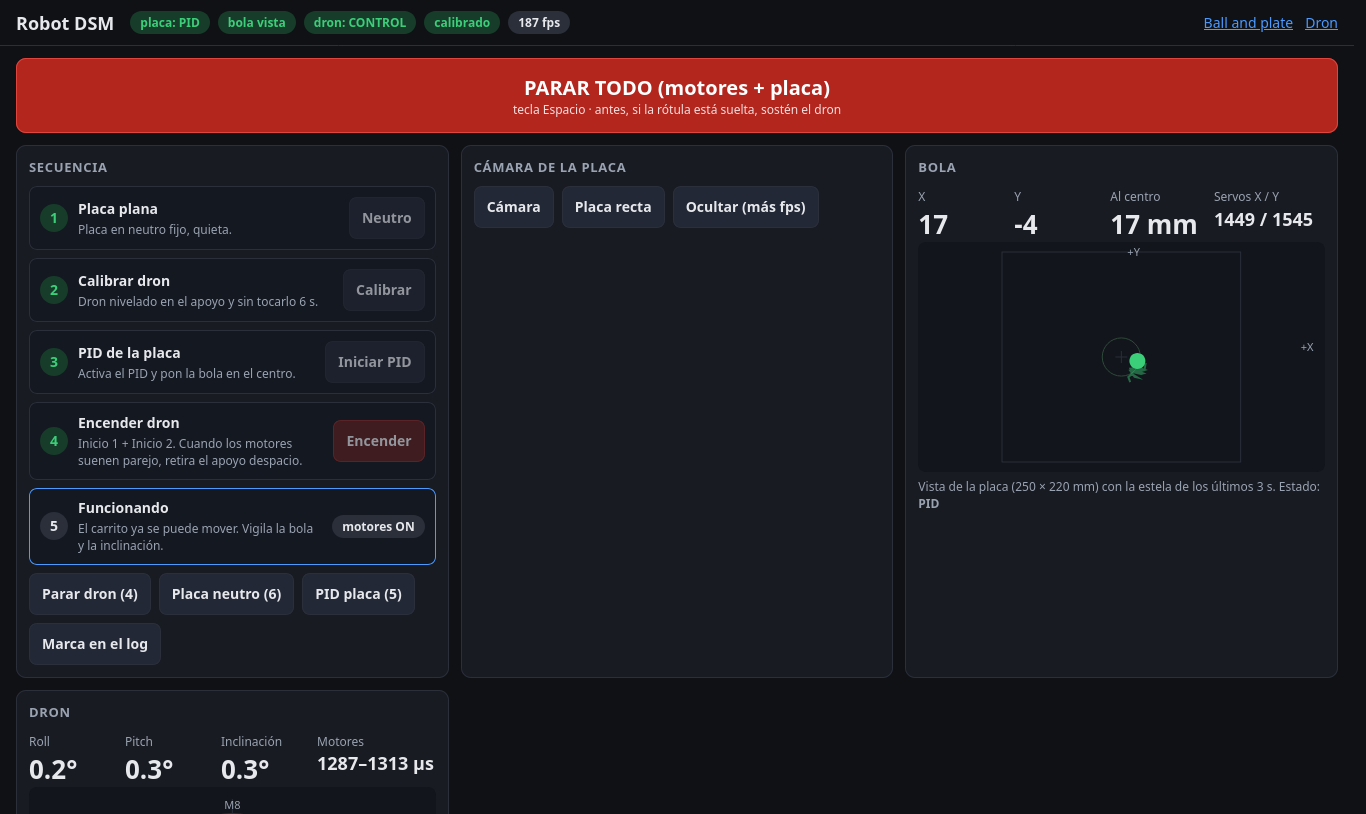 Robot DSM
placa: PID
bola vista
dron: CONTROL
calibrado
187 fps
Ball and plate
Dron
PARAR TODO (motores + placa)
tecla Espacio · antes, si la rótula está suelta, sostén el dron
SECUENCIA
1
Placa plana
Placa en neutro fijo, quieta.
Neutro
2
Calibrar dron
Dron nivelado en el apoyo y sin tocarlo 6 s.
Calibrar
3
PID de la placa
Activa el PID y pon la bola en el centro.
Iniciar PID
4
Encender dron
Inicio 1 + Inicio 2. Cuando los motores
suenen parejo, retira el apoyo despacio.
Encender
5
Funcionando
El carrito ya se puede mover. Vigila la bola
y la inclinación.
motores ON
Parar dron (4)
Placa neutro (6)
PID placa (5)
Marca en el log
CÁMARA DE LA PLACA
Cámara
Placa recta
Ocultar (más fps)
BOLA
X
Y
Al centro
Servos X / Y
17
-4
17 mm
1449 / 1545
+Y
+X
Vista de la placa (250 × 220 mm) con la estela de los últimos 3 s. Estado:
PID
DRON
Roll
Pitch
Inclinación
Motores
0.2°
0.3°
0.3°
1287–1313 µs
M8